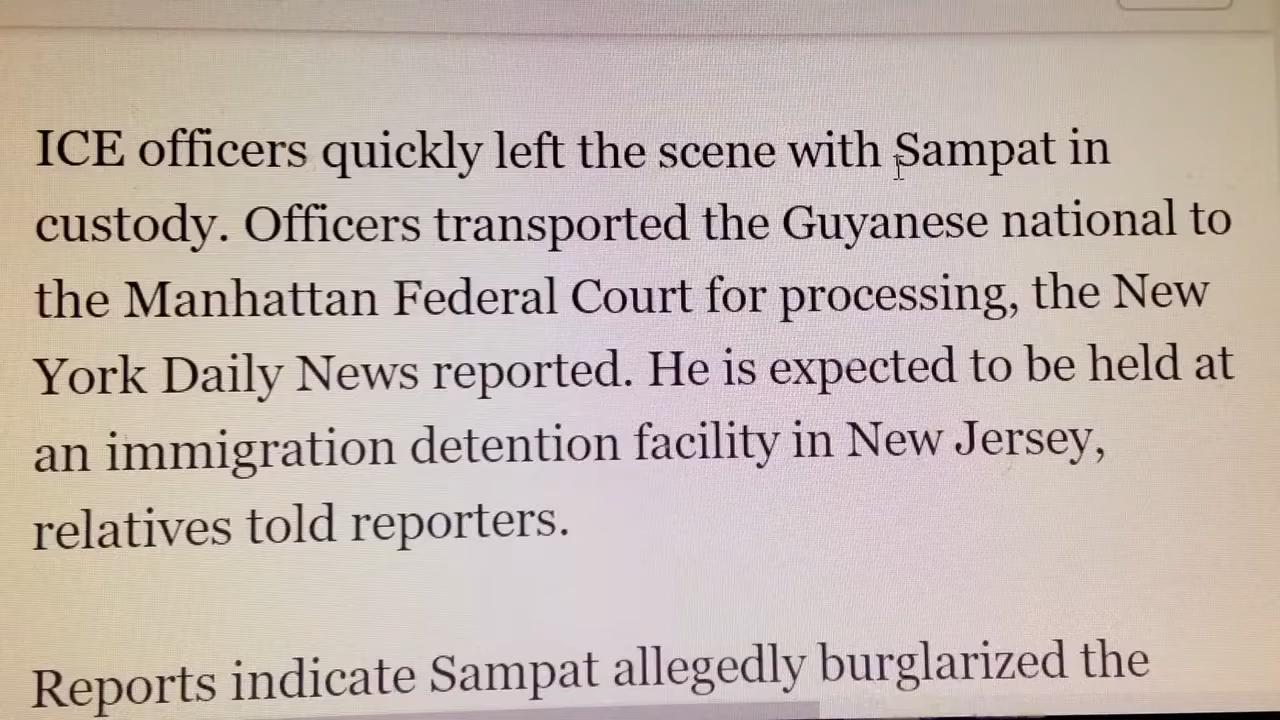 ICE officers quickly left the scene with Sampat in
custody. Officers transported the Guyanese national to
the Manhattan Federal Court for processing, the New
York Daily News reported. He is expected to be held at
an immigration detention facility in New Jersey,
relatives told reporters.
Reports indicate Sampat allegedly burglarized the